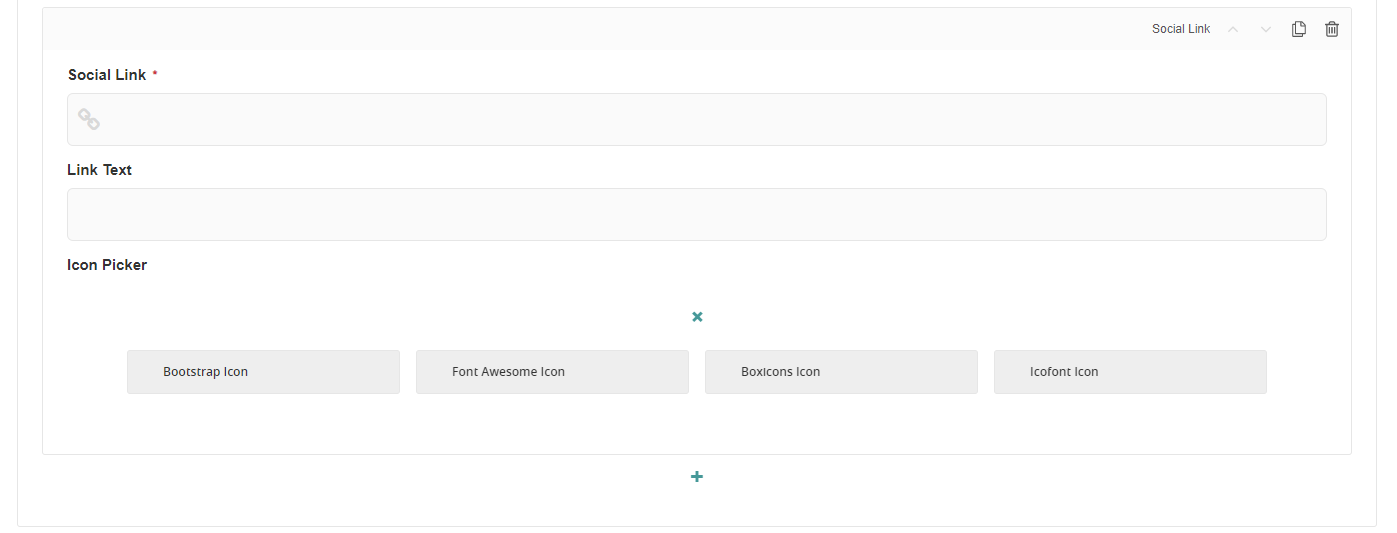 Social Link
Social Link *
Link Text
Icon Picker
Bootstrap Icon
Font Awesome Icon
BoxIcons Icon
Icofont Icon